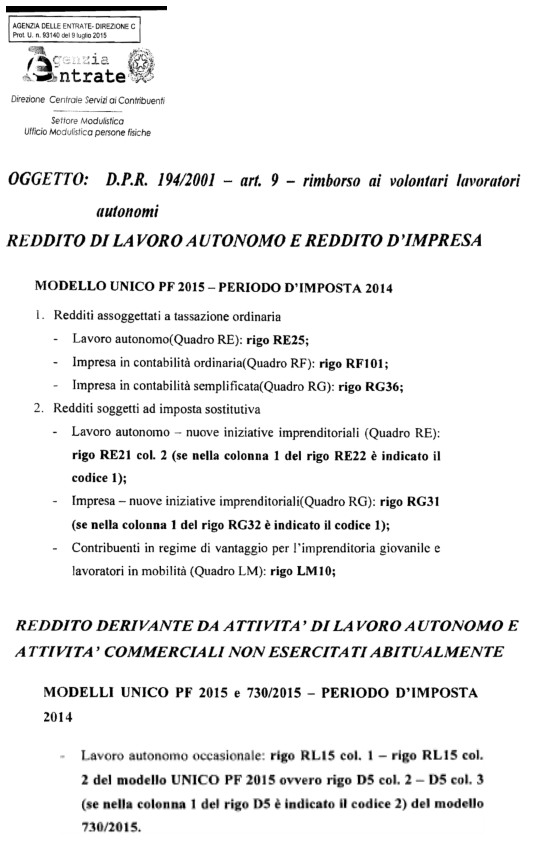 AGENZIA DELLE ENTRATE- DIREZIONE C
Prot. U. n. 93140 del 9 luglio 2015
Agenzia
Entrate
Direzione Centrale Servizi ai Contribuenti
Settore Modulistica
Ufficio Modulistica persone fisiche
OGGETTO: D.P.R. 194/2001 – art. 9 – rimborso ai volontari lavoratori
autonomi
REDDITO DI LAVORO AUTONOMO E REDDITO D'IMPRESA
MODELLO UNICO PF 2015 – PERIODO D'IMPOSTA 2014
1. Redditi assoggettati a tassazione ordinaria
- Lavoro autonomo(Quadro RE): rigo RE25;
- Impresa in contabilità ordinaria(Quadro RF): rigo RF101;
- Impresa in contabilità semplificata(Quadro RG): rigo RG36;
2. Redditi soggetti ad imposta sostitutiva
- Lavoro autonomo – nuove iniziative imprenditoriali (Quadro RE):
rigo RE21 col. 2 (se nella colonna 1 del rigo RE22 è indicato il
codice 1);
- Impresa – nuove iniziative imprenditoriali(Quadro RG): rigo RG31
(se nella colonna 1 del rigo RG32 è indicato il codice 1);
- Contribuenti in regime di vantaggio per l'imprenditoria giovanile e
lavoratori in mobilità (Quadro LM): rigo LM10;
REDDITO DERIVANTE DA ATTIVITA' DI LAVORO AUTONOMO E
ATTIVITA' COMMERCIALI NON ESERCITATI ABITUALMENTE
MODELLI UNICO PF 2015 e 730/2015 – PERIODO D'IMPOSTA
2014
- Lavoro autonomo occasionale: rigo RL15 col. 1 – rigo RL15 col.
2 del modello UNICO PF 2015 ovvero rigo D5 col. 2 – D5 col. 3
(se nella colonna 1 del rigo D5 è indicato il codice 2) del modello
730/2015.